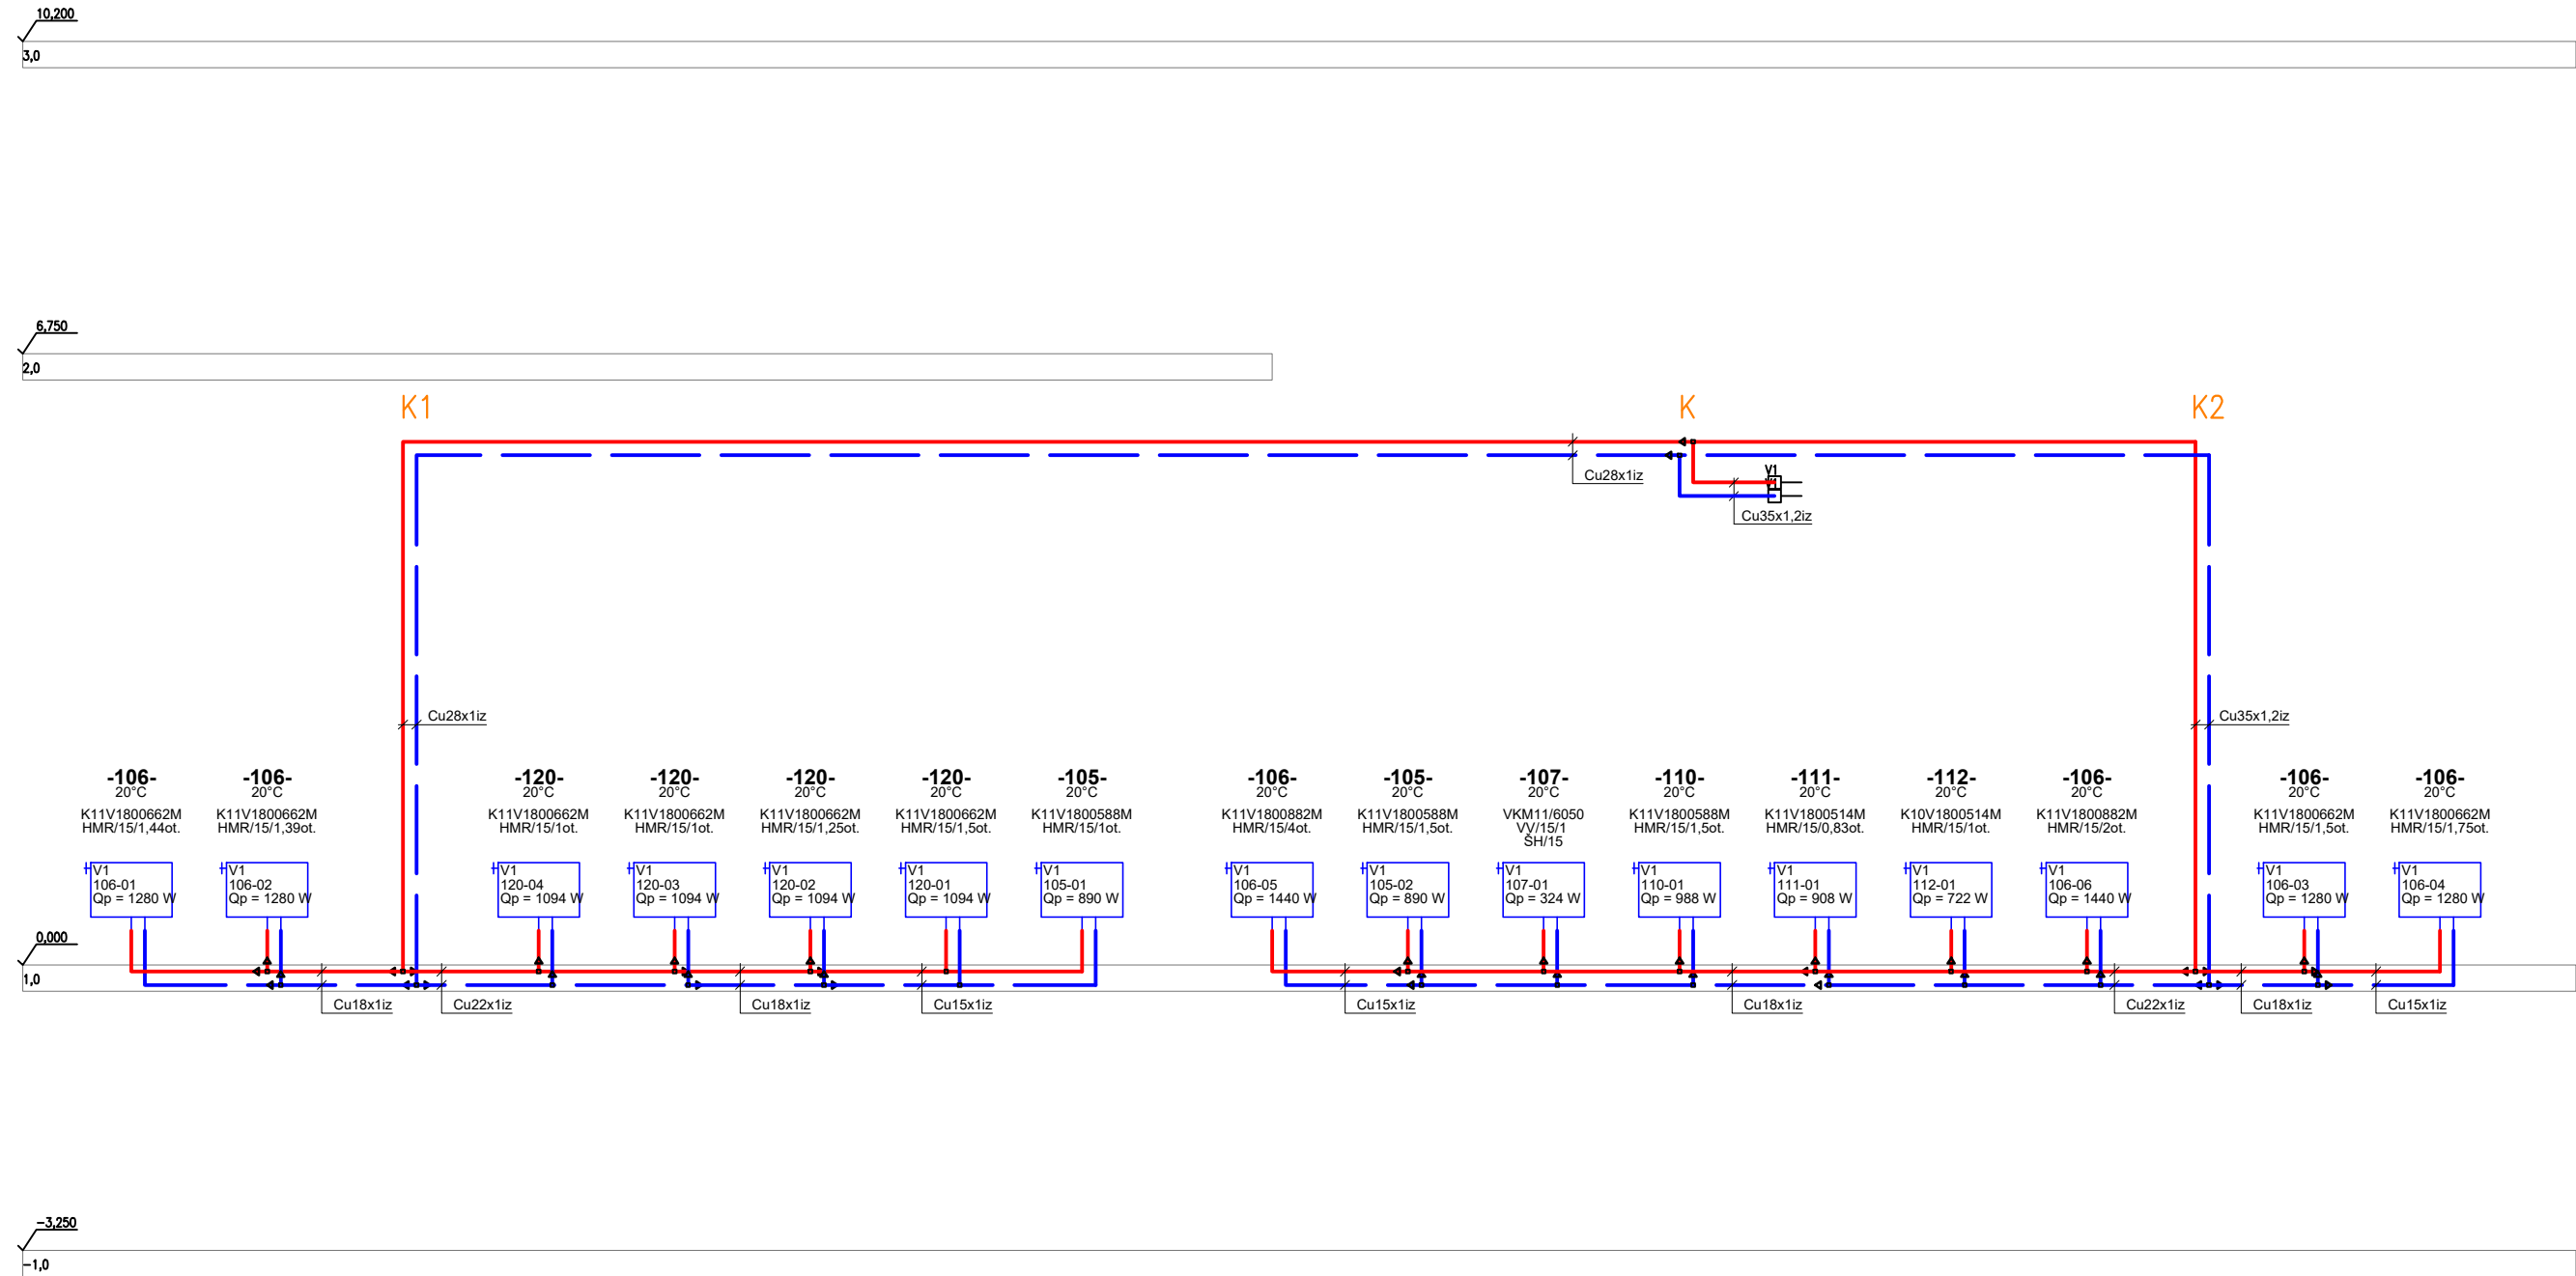 10,200
3,0
6,750
2,0
K1
K
K2
V1
Cu28x1iz
Cu35x1,2iz
Cu28x1iz
Cu35x1,2iz
-106-
20°C
K11V1800662M
HMR/15/1,44ot.
V1
106-01
Qp = 1280 W
-106-
20°C
K11V1800662M
HMR/15/1,39ot.
V1
106-02
Qp = 1280 W
-120-
20°C
K11V1800662M
HMR/15/1ot.
V1
120-04
Qp = 1094 W
-120-
20°C
K11V1800662M
HMR/15/1ot.
V1
120-03
Qp = 1094 W
-120-
20°C
K11V1800662M
HMR/15/1,25ot.
V1
120-02
Qp = 1094 W
-120-
20°C
K11V1800662M
HMR/15/1,5ot.
V1
120-01
Qp = 1094 W
-105-
20°C
K11V1800588M
HMR/15/1ot.
V1
105-01
Qp = 890 W
-106-
20°C
K11V1800882M
HMR/15/4ot.
V1
106-05
Qp = 1440 W
-105-
20°C
K11V1800588M
HMR/15/1,5ot.
V1
105-02
Qp = 890 W
-107-
20°C
VKM11/6050
VV/15/1
ŠH/15
V1
107-01
Qp = 324 W
-110-
20°C
K11V1800588M
HMR/15/1,5ot.
V1
110-01
Qp = 988 W
-111-
20°C
K11V1800514M
HMR/15/0,83ot.
V1
111-01
Qp = 908 W
-112-
20°C
K10V1800514M
HMR/15/1ot.
V1
112-01
Qp = 722 W
-106-
20°C
K11V1800882M
HMR/15/2ot.
V1
106-06
Qp = 1440 W
-106-
20°C
K11V1800662M
HMR/15/1,5ot.
V1
106-03
Qp = 1280 W
-106-
20°C
K11V1800662M
HMR/15/1,75ot.
V1
106-04
Qp = 1280 W
0,000
1,0
Cu18x1iz
Cu22x1iz
Cu18x1iz
Cu15x1iz
Cu15x1iz
Cu18x1iz
Cu22x1iz
Cu18x1iz
Cu15x1iz
-3,250
-1,0